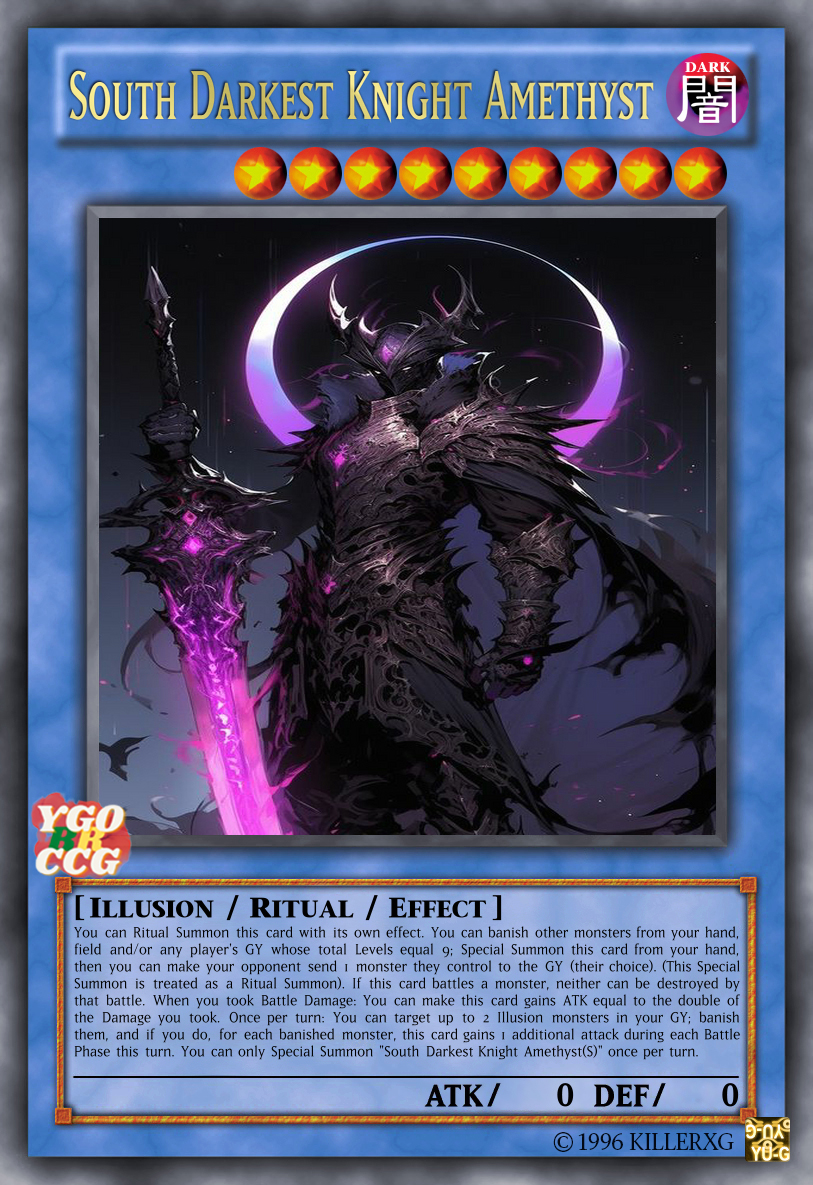 South Darkest Knight Amethyst
DARK
闇
YGO
RR
CCG
[ Illusion / Ritual / Effect ]
You can Ritual Summon this card with its own effect. You can banish other monsters from your hand,
field and/or any player's GY whose total Levels equal 9; Special Summon this card from your hand,
then you can make your opponent send 1 monster they control to the GY (their choice). (This Special
Summon is treated as a Ritual Summon). If this card battles a monster, neither can be destroyed by
that battle. When you took Battle Damage: You can make this card gains ATK equal to the double of
the Damage you took. Once per turn: You can target up to 2 Illusion monsters in your GY; banish
them, and if you do, for each banished monster, this card gains 1 additional attack during each Battle
Phase this turn. You can only Special Summon "South Darkest Knight Amethyst(S)" once per turn.
ATK/ 0 DEF/ 0
© 1996 KILLERXG